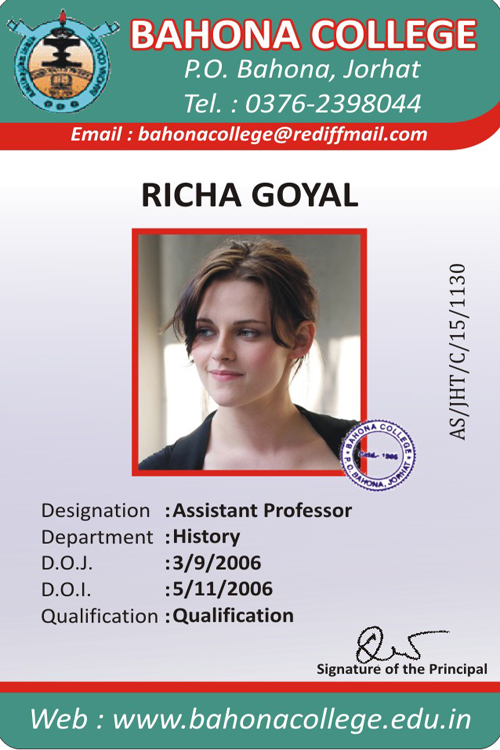 BAHONA COLLEGE
P.O. Bahona, Jorhat
Tel. : 0376-2398044
Email : bahonacollege@rediffmail.com
RICHA GOYAL
AS/JHT/C/15/1130
BAHONA COLLEGE
Estd.- 1966
P.O. BAHONA, JORHAT
Designation : Assistant Professor
Department : History
D.O.J. : 3/9/2006
D.O.I. : 5/11/2006
Qualification : Qualification
Signature of the Principal
Web : www.bahonacollege.edu.in